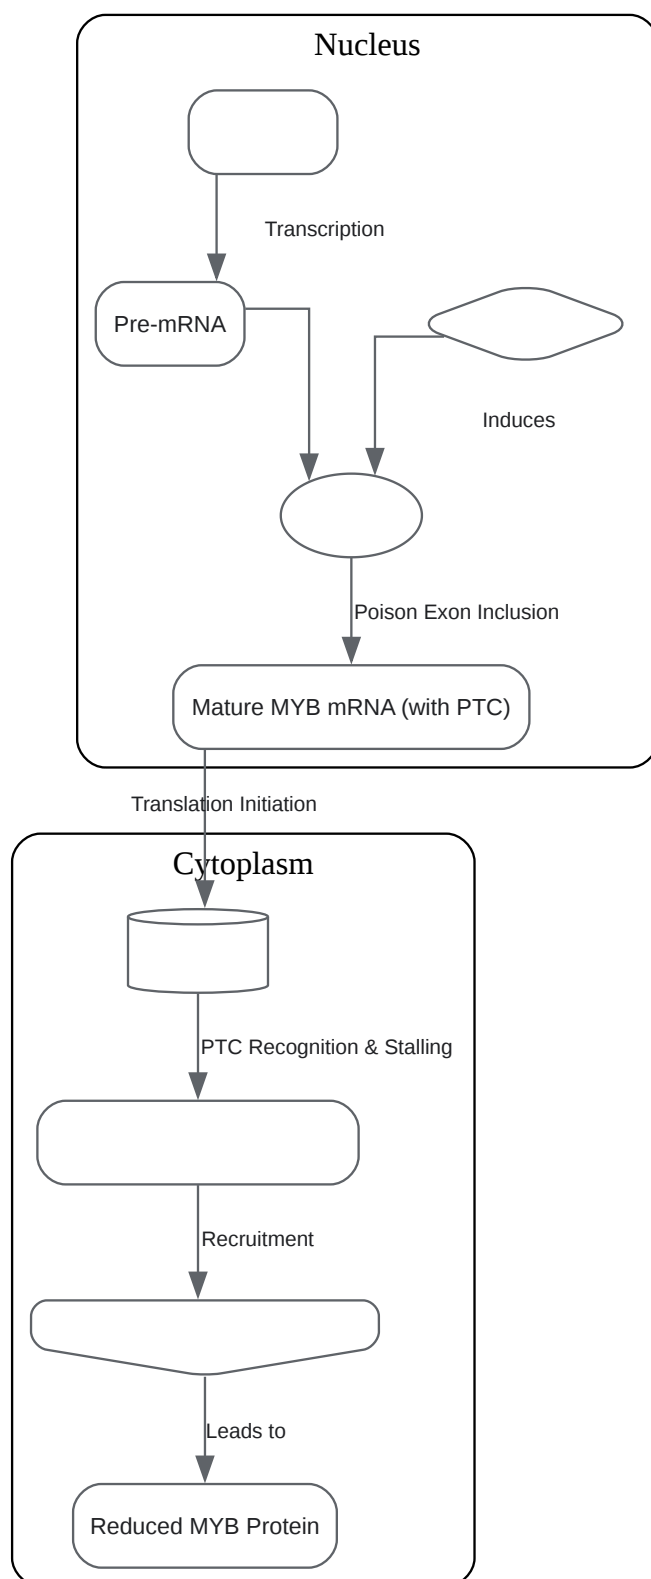 Nucleus
Transcription
Pre-mRNA
Induces
Poison Exon Inclusion
Mature MYB mRNA (with PTC)
Translation Initiation
Cytoplasm
PTC Recognition & Stalling
Recruitment
Leads to
Reduced MYB Protein